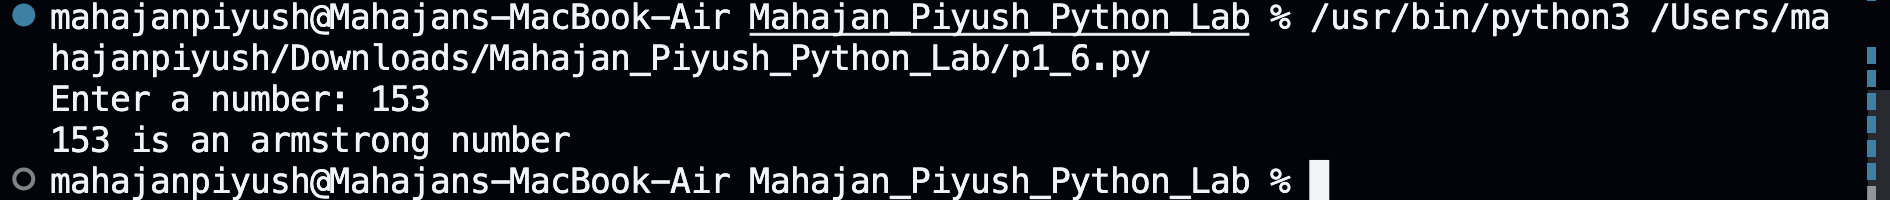 mahajanpiyush@Mahajans-MacBook-Air Mahajan_Piyush_Python_Lab % /usr/bin/python3 /Users/ma
hajanpiyush/Downloads/Mahajan_Piyush_Python_Lab/p1_6.py
Enter a number: 153
153 is an armstrong number
mahajanpiyush@Mahajans-MacBook-Air Mahajan_Piyush_Python_Lab %